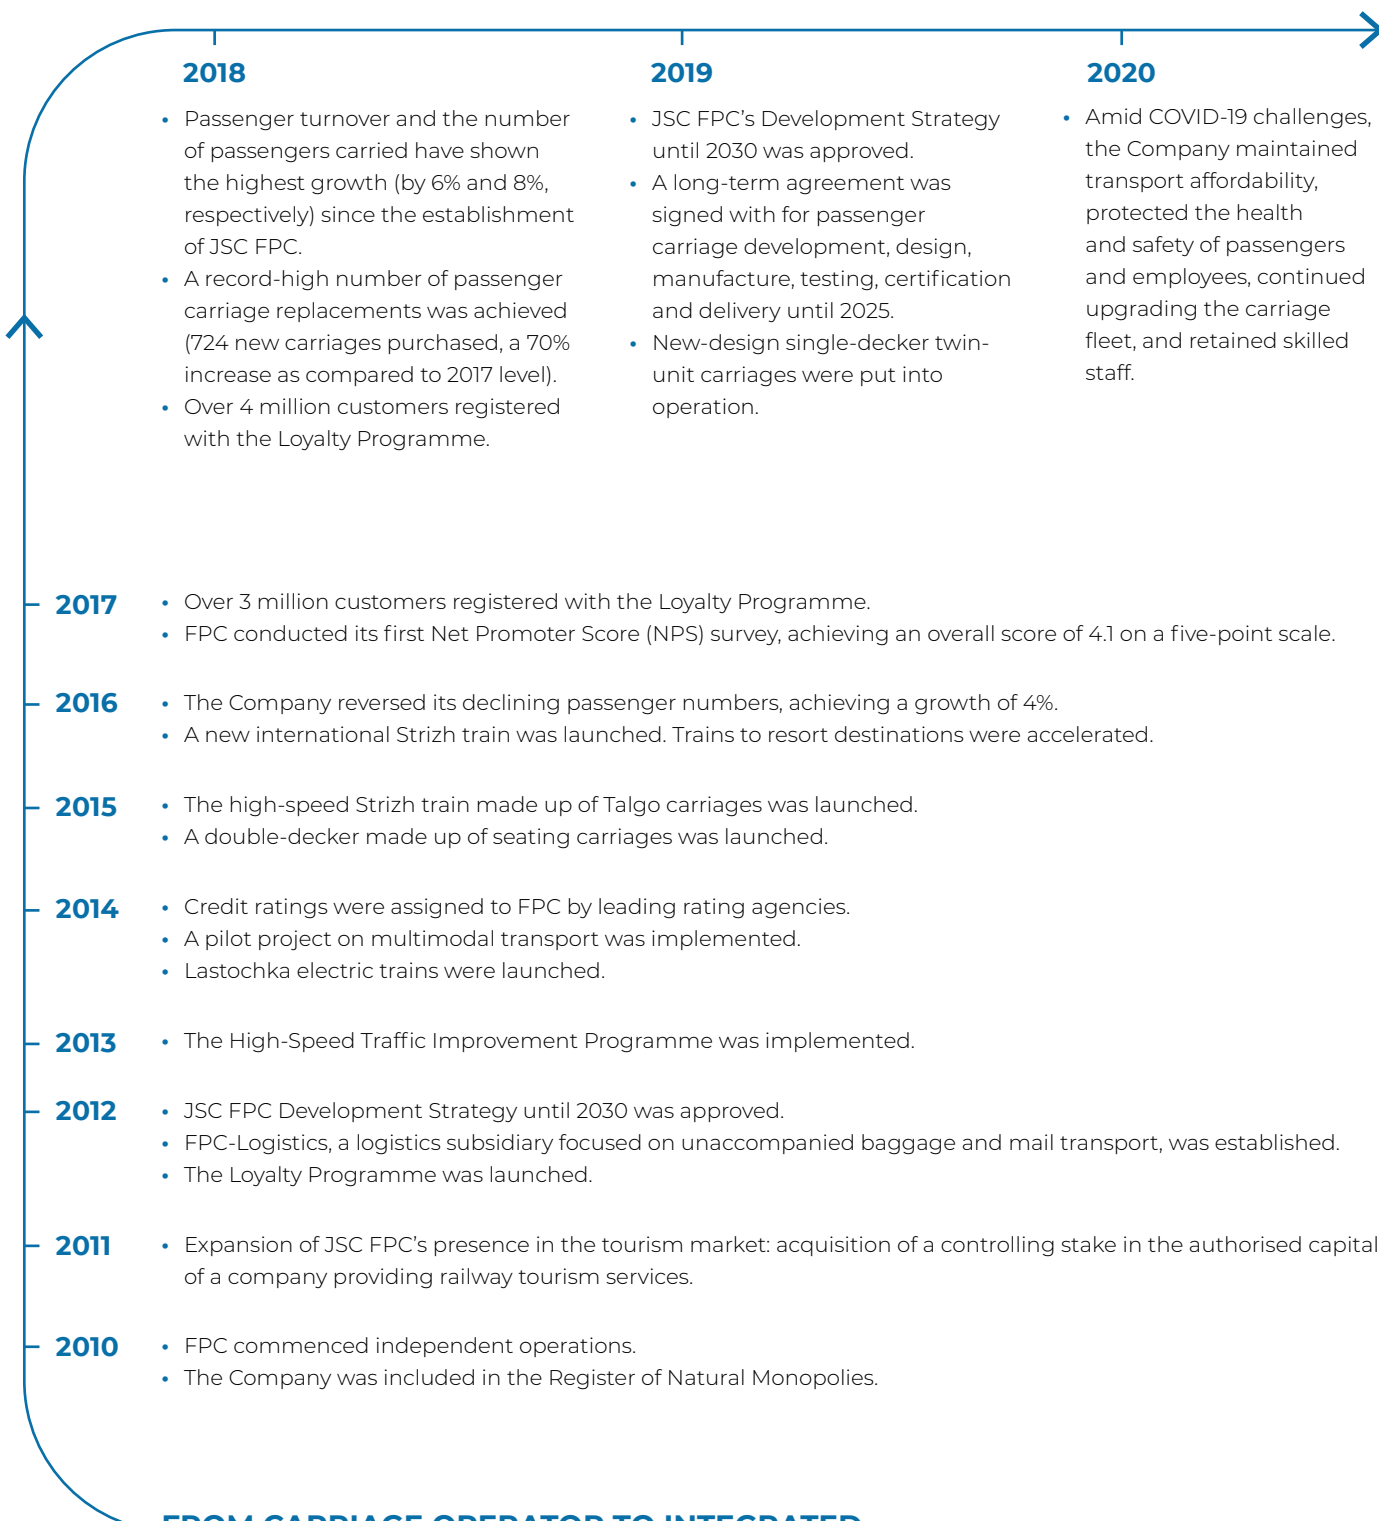 2018
• Passenger turnover and the number
of passengers carried have shown
the highest growth (by 6% and 8%,
respectively) since the establishment
of JSC FPC.
• A record-high number of passenger
carriage replacements was achieved
(724 new carriages purchased, a 70%
increase as compared to 2017 level).
• Over 4 million customers registered
with the Loyalty Programme.
2019
• JSC FPC’s Development Strategy
until 2030 was approved.
• A long-term agreement was
signed with for passenger
carriage development, design,
manufacture, testing, certification
and delivery until 2025.
• New-design single-decker twin-
unit carriages were put into
operation.
2020
• Amid COVID-19 challenges,
the Company maintained
transport affordability,
protected the health
and safety of passengers
and employees, continued
upgrading the carriage
fleet, and retained skilled
staff.
2017
• Over 3 million customers registered with the Loyalty Programme.
• FPC conducted its first Net Promoter Score (NPS) survey, achieving an overall score of 4.1 on a five-point scale.
2016
• The Company reversed its declining passenger numbers, achieving a growth of 4%.
• A new international Strizh train was launched. Trains to resort destinations were accelerated.
2015
• The high-speed Strizh train made up of Talgo carriages was launched.
• A double-decker made up of seating carriages was launched.
2014
• Credit ratings were assigned to FPC by leading rating agencies.
• A pilot project on multimodal transport was implemented.
• Lastochka electric trains were launched.
2013
• The High-Speed Traffic Improvement Programme was implemented.
2012
• JSC FPC Development Strategy until 2030 was approved.
• FPC-Logistics, a logistics subsidiary focused on unaccompanied baggage and mail transport, was established.
• The Loyalty Programme was launched.
2011
• Expansion of JSC FPC’s presence in the tourism market: acquisition of a controlling stake in the authorised capital
of a company providing railway tourism services.
2010
• FPC commenced independent operations.
• The Company was included in the Register of Natural Monopolies.
FROM CARRIAGE OPERATOR TO INTEGRATED